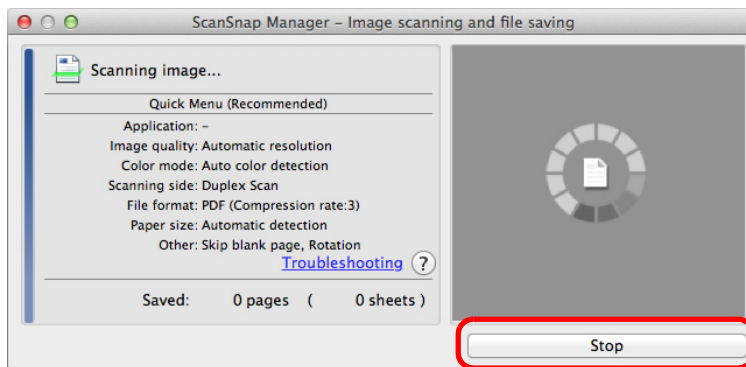 ScanSnap Manager – Image scanning and file saving
Scanning image...
Quick Menu (Recommended)
Application: –
Image quality: Automatic resolution
Color mode: Auto color detection
Scanning side: Duplex Scan
File format: PDF (Compression rate:3)
Paper size: Automatic detection
Other: Skip blank page, Rotation
Troubleshooting ?
Saved: 0 pages ( 0 sheets )
Stop